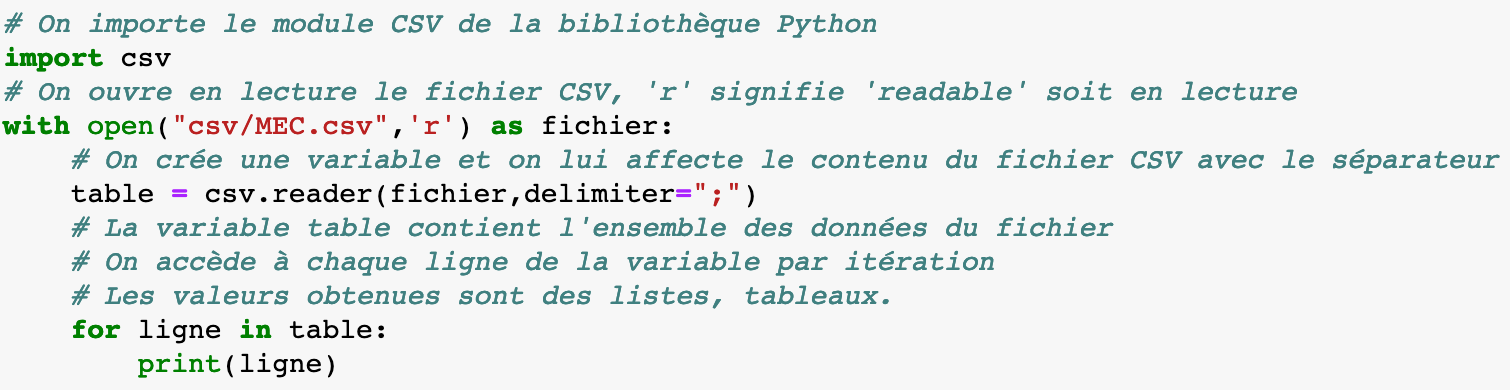 # On importe le module CSV de la bibliothèque Python
import csv
# On ouvre en lecture le fichier CSV, 'r' signifie 'readable' soit en lecture
with open("csv/MEC.csv",'r') as fichier:
    # On crée une variable et on lui affecte le contenu du fichier CSV avec le séparateur
    table = csv.reader(fichier,delimiter=";")
    # La variable table contient l'ensemble des données du fichier
    # On accède à chaque ligne de la variable par itération
    # Les valeurs obtenues sont des listes, tableaux.
    for ligne in table:
        print(ligne)